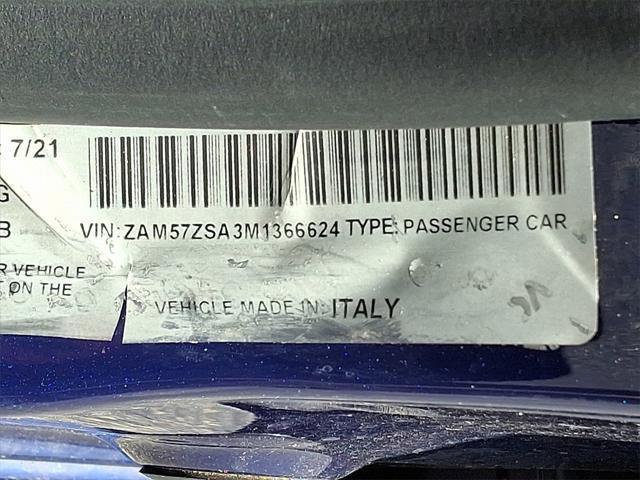 : 7/21
G
B VIN:ZAM57ZSA3M1366624 TYPE: PASSENGER CAR
R VEHICLE
T ON THE
VEHICLE MADE IN: ITALY